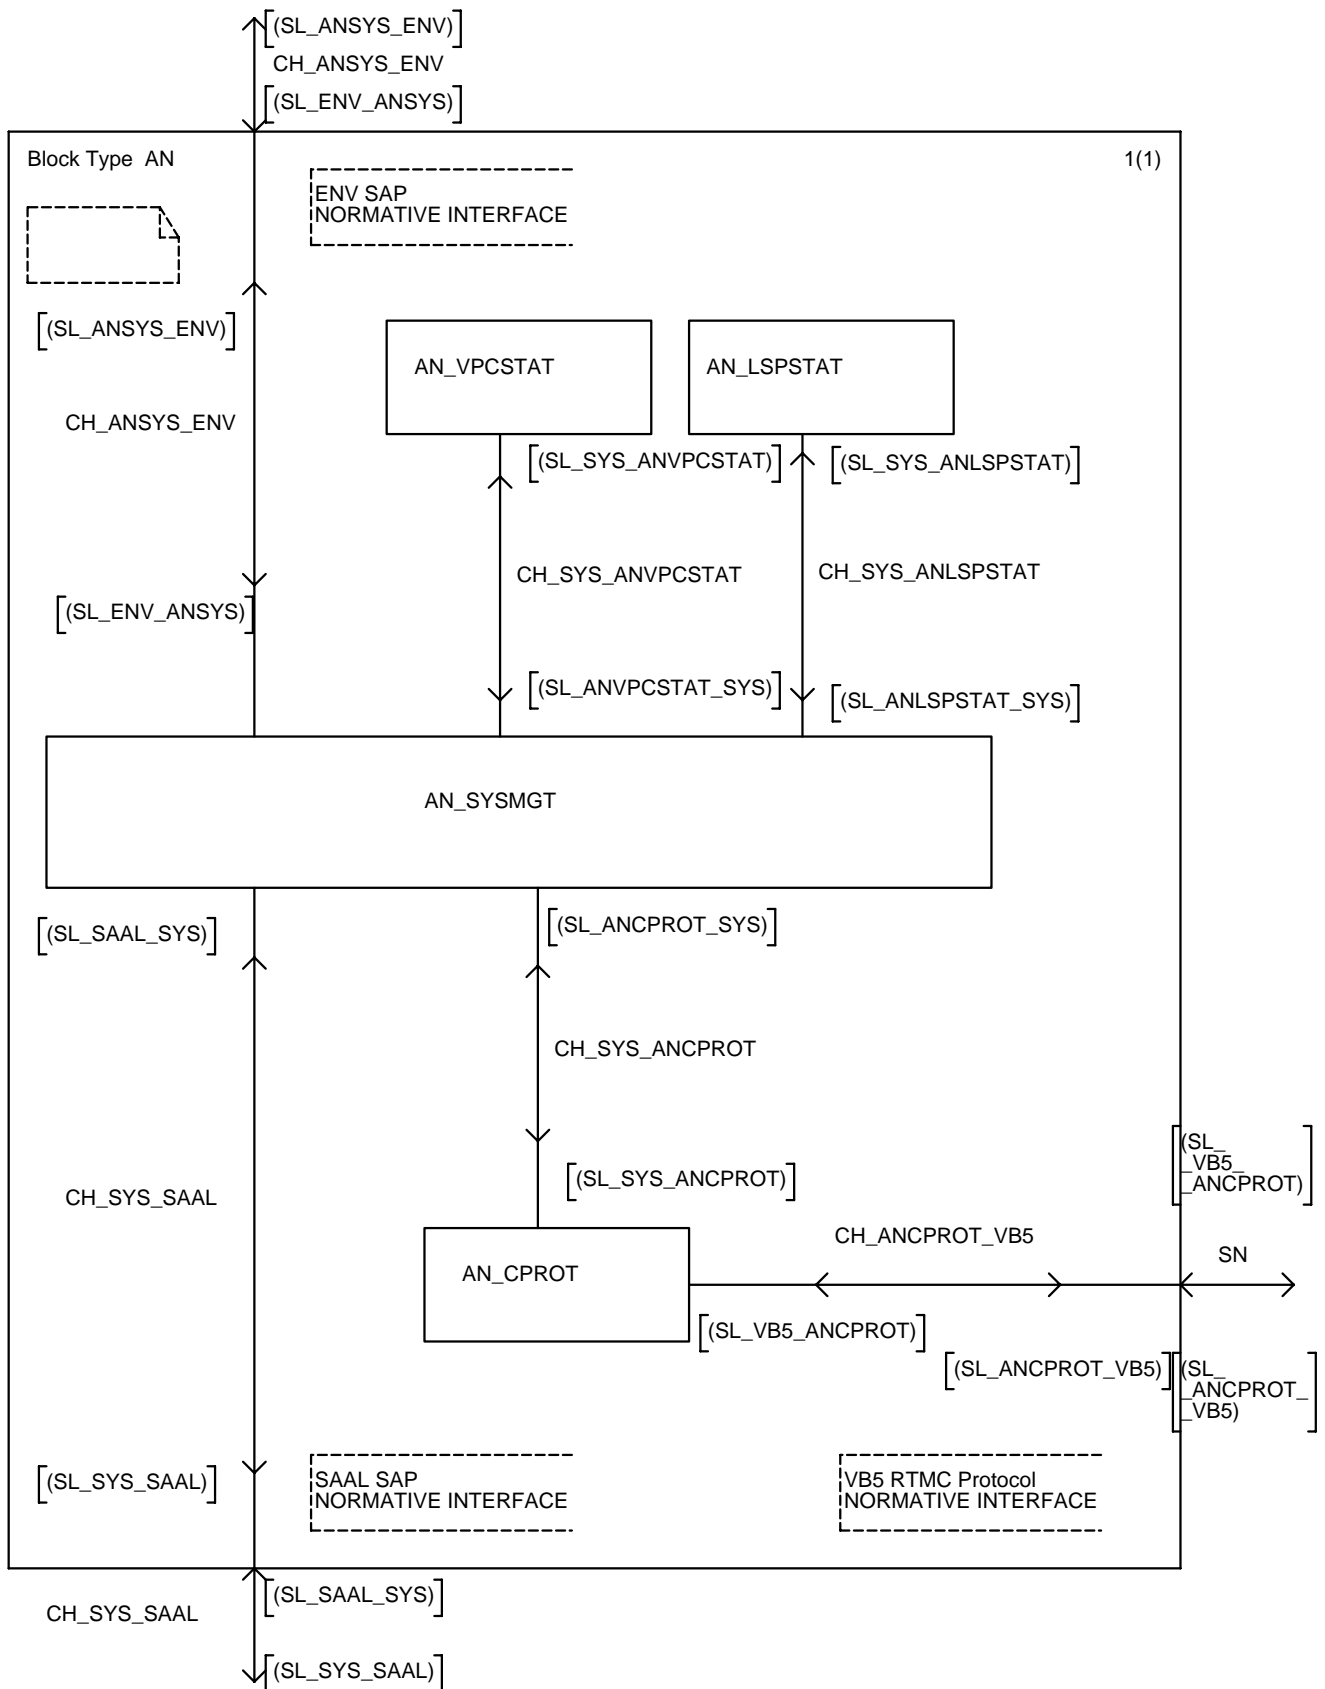 (SL_ANSYS_ENV)
CH_ANSYS_ENV
(SL_ENV_ANSYS)
Block Type AN
1(1)
ENV SAP
NORMATIVE INTERFACE
(SL_ANSYS_ENV)
AN_VPCSTAT
AN_LSPSTAT
CH_ANSYS_ENV
(SL_SYS_ANVPCSTAT)
(SL_SYS_ANLSPSTAT)
CH_SYS_ANVPCSTAT
CH_SYS_ANLSPSTAT
(SL_ENV_ANSYS)
(SL_ANVPCSTAT_SYS)
(SL_ANLSPSTAT_SYS)
AN_SYSMGT
(SL_SAAL_SYS)
(SL_ANCPROT_SYS)
CH_SYS_ANCPROT
(SL_
_VB5_
_ANCPROT)
(SL_SYS_ANCPROT)
CH_SYS_SAAL
CH_ANCPROT_VB5
SN
AN_CPROT
(SL_VB5_ANCPROT)
(SL_ANCPROT_VB5)
(SL_
_ANCPROT_
_VB5)
(SL_SYS_SAAL)
SAAL SAP
NORMATIVE INTERFACE
VB5 RTMC Protocol
NORMATIVE INTERFACE
(SL_SAAL_SYS)
CH_SYS_SAAL
(SL_SYS_SAAL)